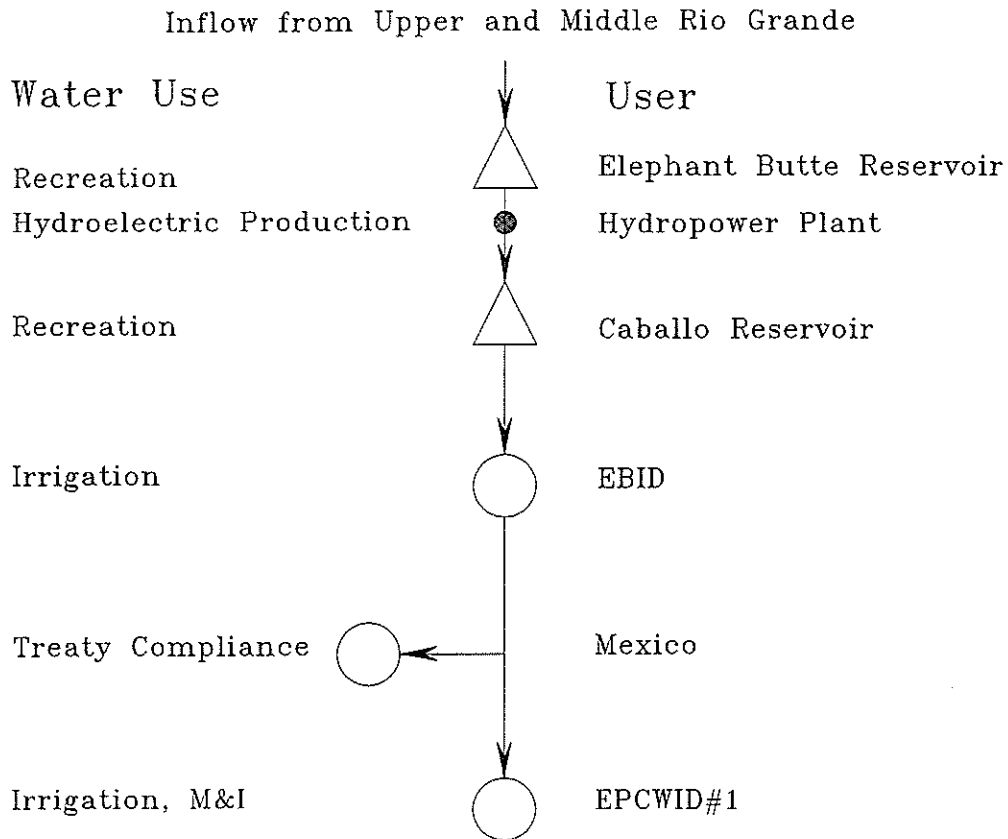 Inflow from Upper and Middle Rio Grande
Water Use
User
Recreation
Elephant Butte Reservoir
Hydroelectric Production
Hydropower Plant
Recreation
Caballo Reservoir
Irrigation
EBID
Treaty Compliance
Mexico
Irrigation, M&I
EPCWID#1